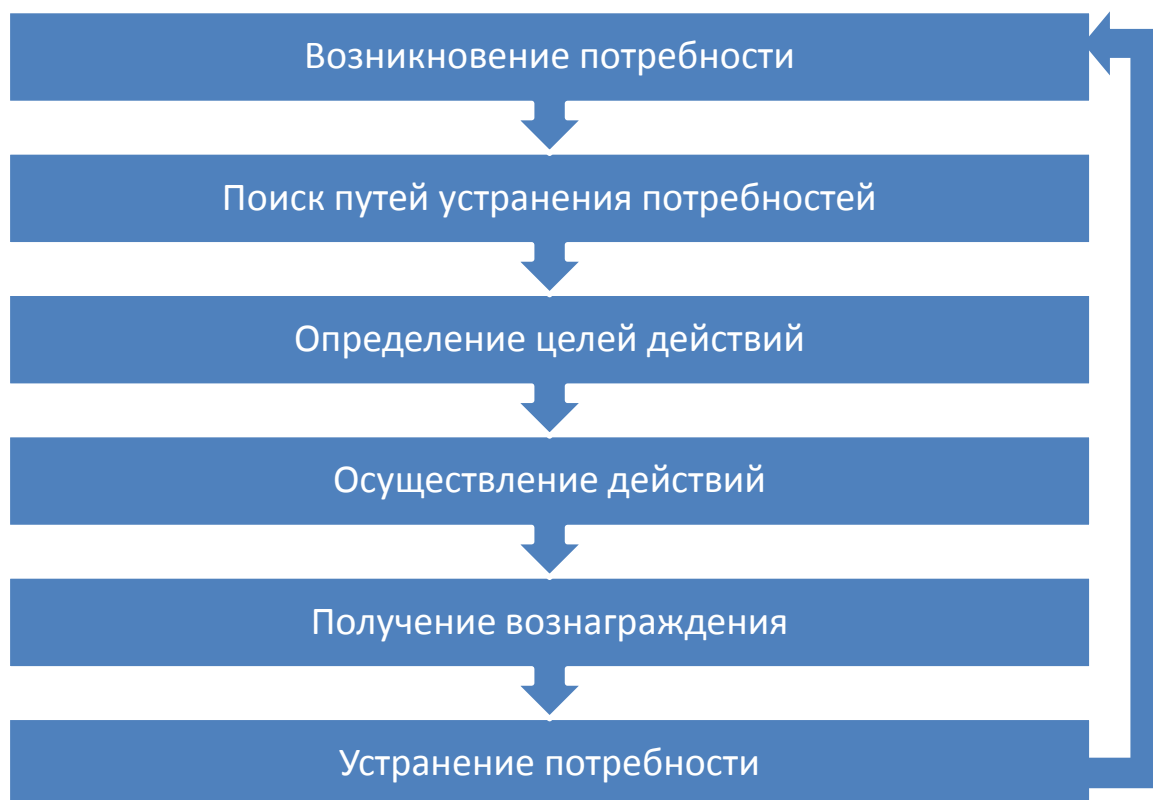 Возникновение потребности
Поиск путей устранения потребностей
Определение целей действий
Осуществление действий
Получение вознаграждения
Устранение потребности